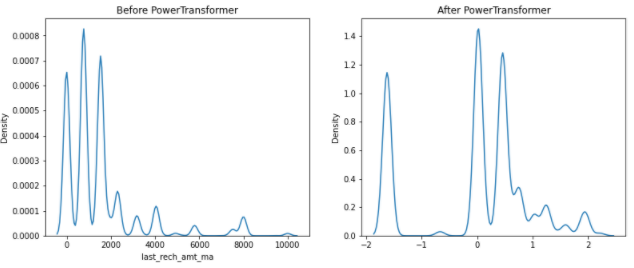 Before PowerTransformer
0.0008
0.0007
0.0006
0.0005
0.0004
0.0003
0.0002
0.0001
0.0000
Density
0 2000 4000 6000 8000 10000
last_rech_amt_ma
After PowerTransformer
1.4
1.2
1.0
0.8
0.6
0.4
0.2
0.0
Density
−2 −1 0 1 2